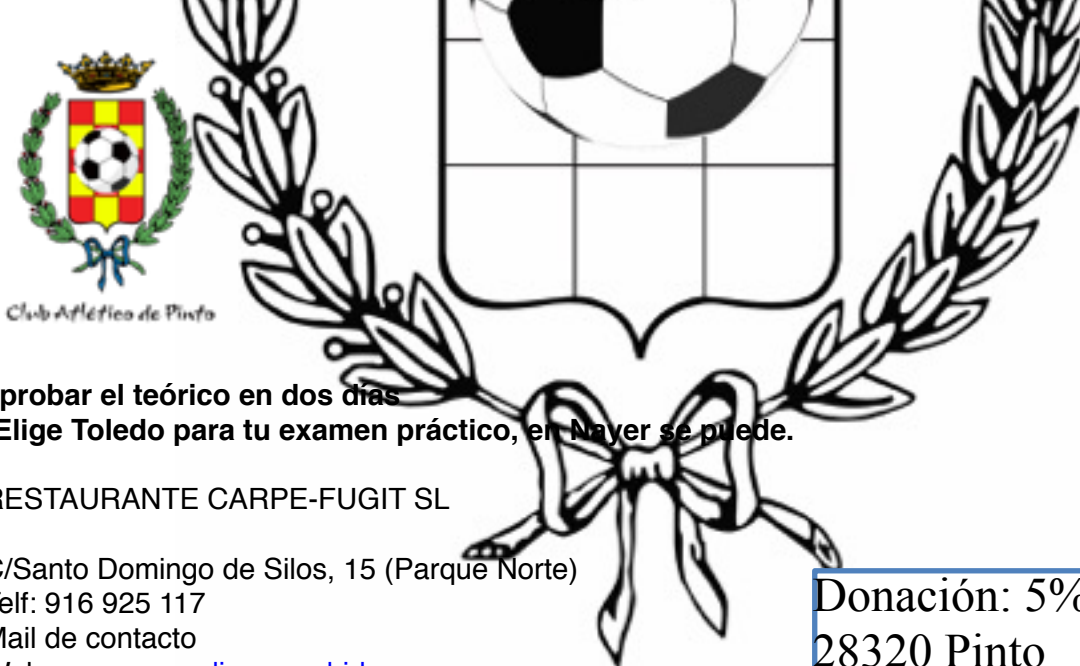 Club Atlético de Pinto
probar el teórico en dos días
Elige Toledo para tu examen práctico, en Nayer se puede.
RESTAURANTE CARPE-FUGIT SL
C/Santo Domingo de Silos, 15 (Parque Norte)
elf: 916 925 117
Mail de contacto
Donación: 5%
28320 Pinto